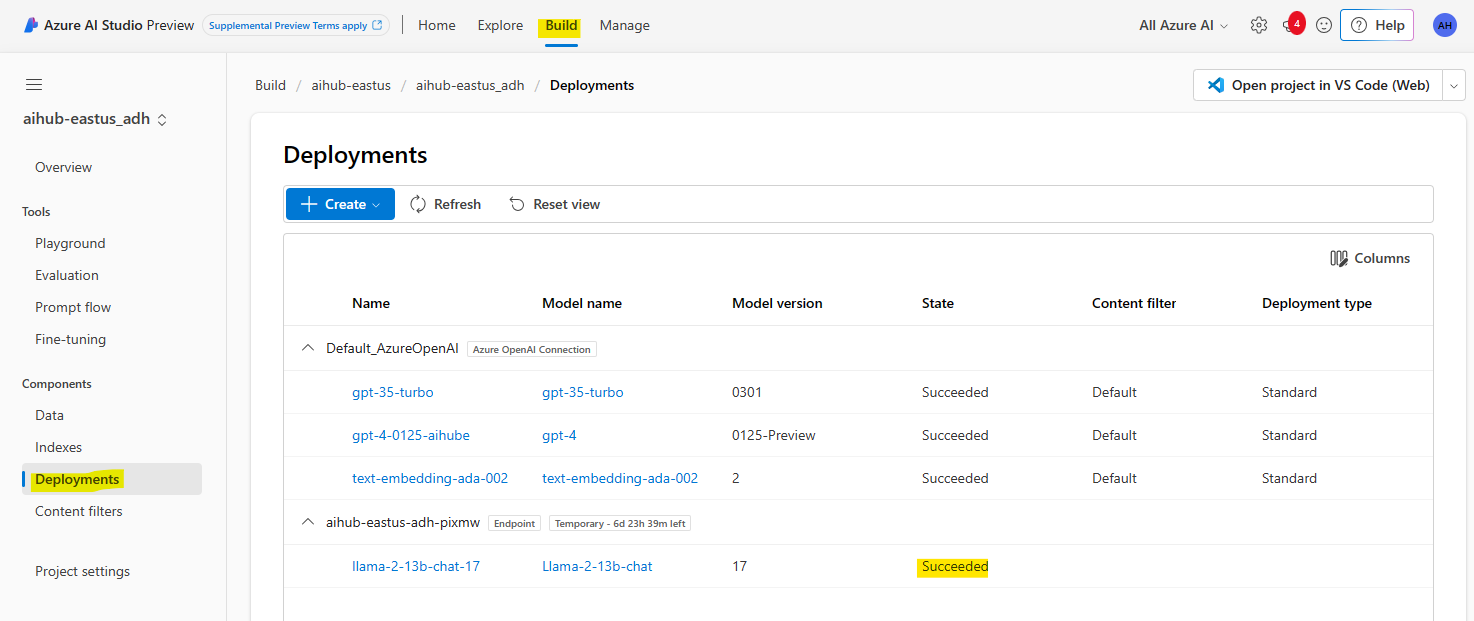 Azure AI Studio Preview Supplemental Preview Terms apply Home Explore Build Manage All Azure AI 4 Help AH
Build / aihub-eastus / aihub-eastus_adh / Deployments Open project in VS Code (Web)
aihub-eastus_adh
Overview
Tools
Playground
Evaluation
Prompt flow
Fine-tuning
Components
Data
Indexes
Deployments
Content filters
Project settings
Deployments
Create Refresh Reset view
Columns
Name Model name Model version State Content filter Deployment type
Default_AzureOpenAI Azure OpenAI Connection
gpt-35-turbo gpt-35-turbo 0301 Succeeded Default Standard
gpt-4-0125-aihube gpt-4 0125-Preview Succeeded Default Standard
text-embedding-ada-002 text-embedding-ada-002 2 Succeeded Default Standard
aihub-eastus-adh-pixmw Endpoint Temporary - 6d 23h 39m left
llama-2-13b-chat-17 Llama-2-13b-chat 17 Succeeded